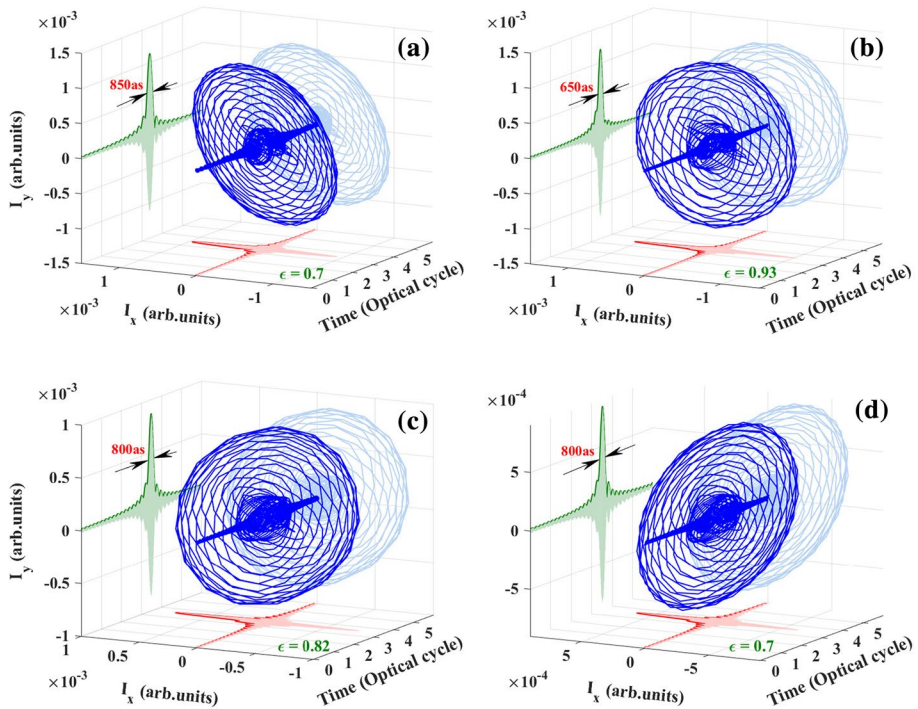 ×10⁻³
(a)
1.5
1
0.5
0
-0.5
-1
-1.5
I_y (arb.units)
850as
ϵ = 0.7
1
0
-1
×10⁻³
I_x (arb.units)
0 1 2 3 4 5
Time (Optical cycle)
×10⁻³
(b)
1.5
1
0.5
0
-0.5
-1
-1.5
650as
ϵ = 0.93
1
0
-1
×10⁻³
I_x (arb.units)
0 1 2 3 4 5
Time (Optical cycle)
×10⁻³
(c)
1
0.5
0
-0.5
-1
I_y (arb.units)
800as
ϵ = 0.82
1
0.5
0
-0.5
-1
×10⁻³
I_x (arb.units)
0 1 2 3 4 5
Time (Optical cycle)
×10⁻⁴
(d)
5
0
-5
800as
ϵ = 0.7
5
0
-5
×10⁻⁴
I_x (arb.units)
0 1 2 3 4 5
Time (Optical cycle)